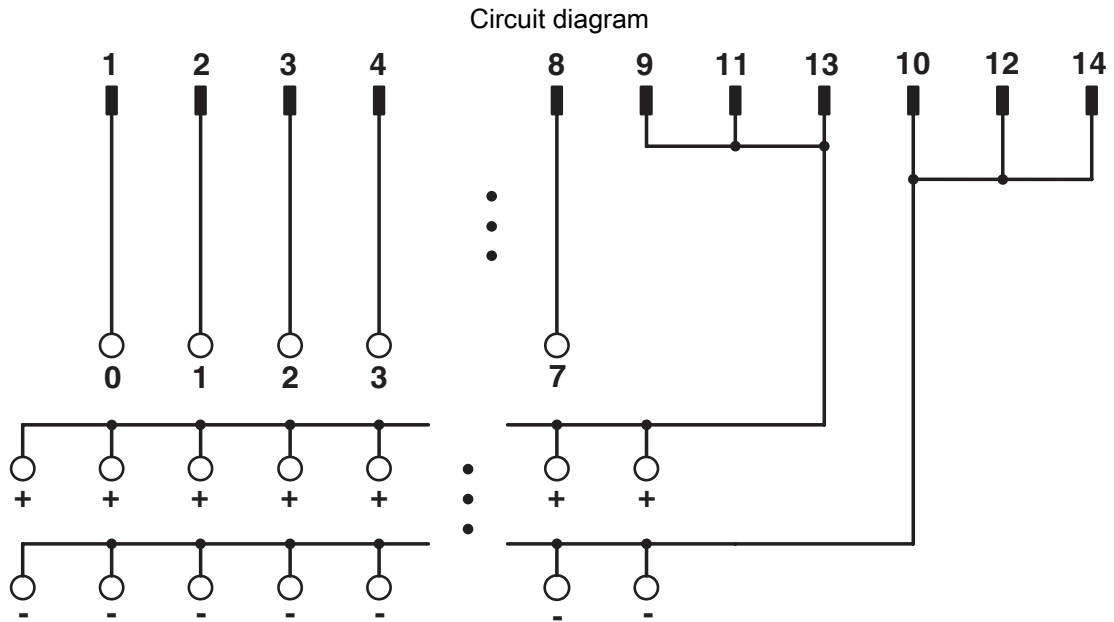 Circuit diagram
1 2 3 4 8 9 11 13 10 12 14
0 1 2 3 7
+ + + + + + +
- - - - - - -